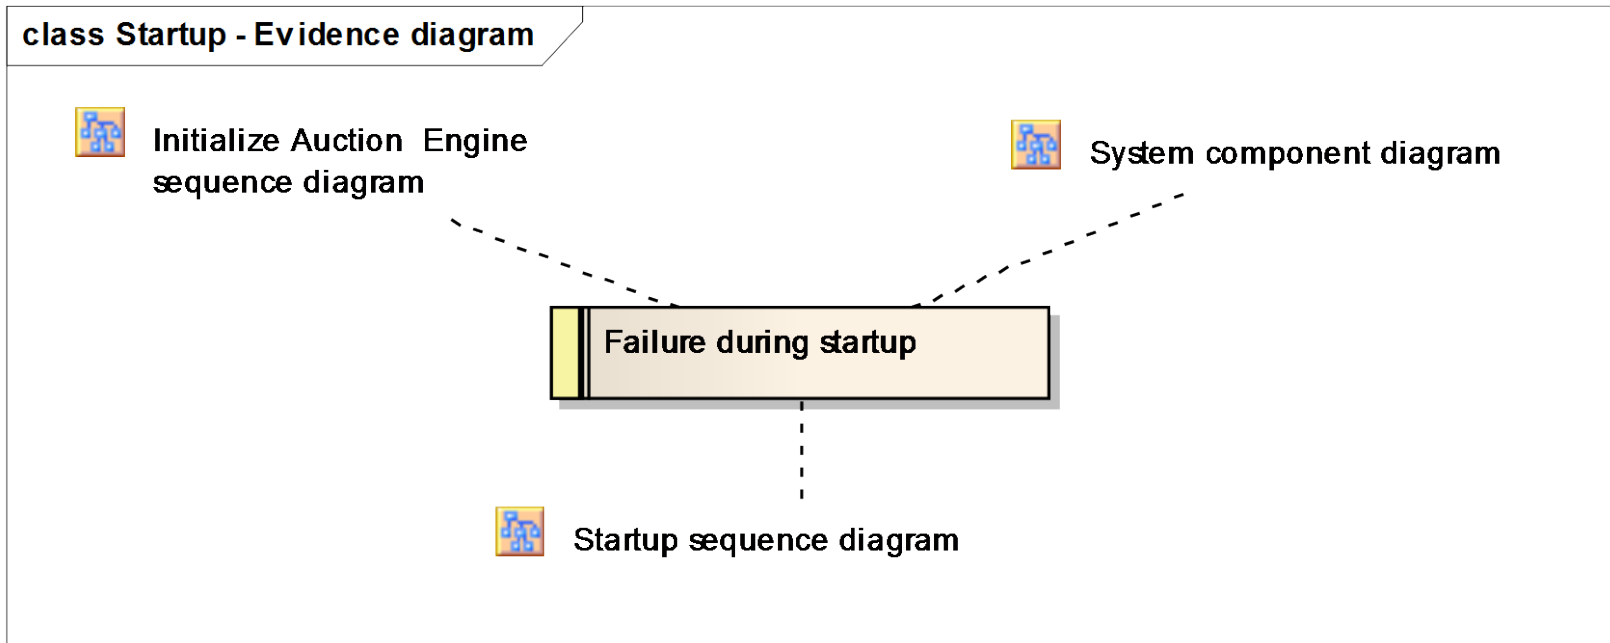 class Startup - Evidence diagram
Initialize Auction Engine
sequence diagram
System component diagram
Failure during startup
Startup sequence diagram